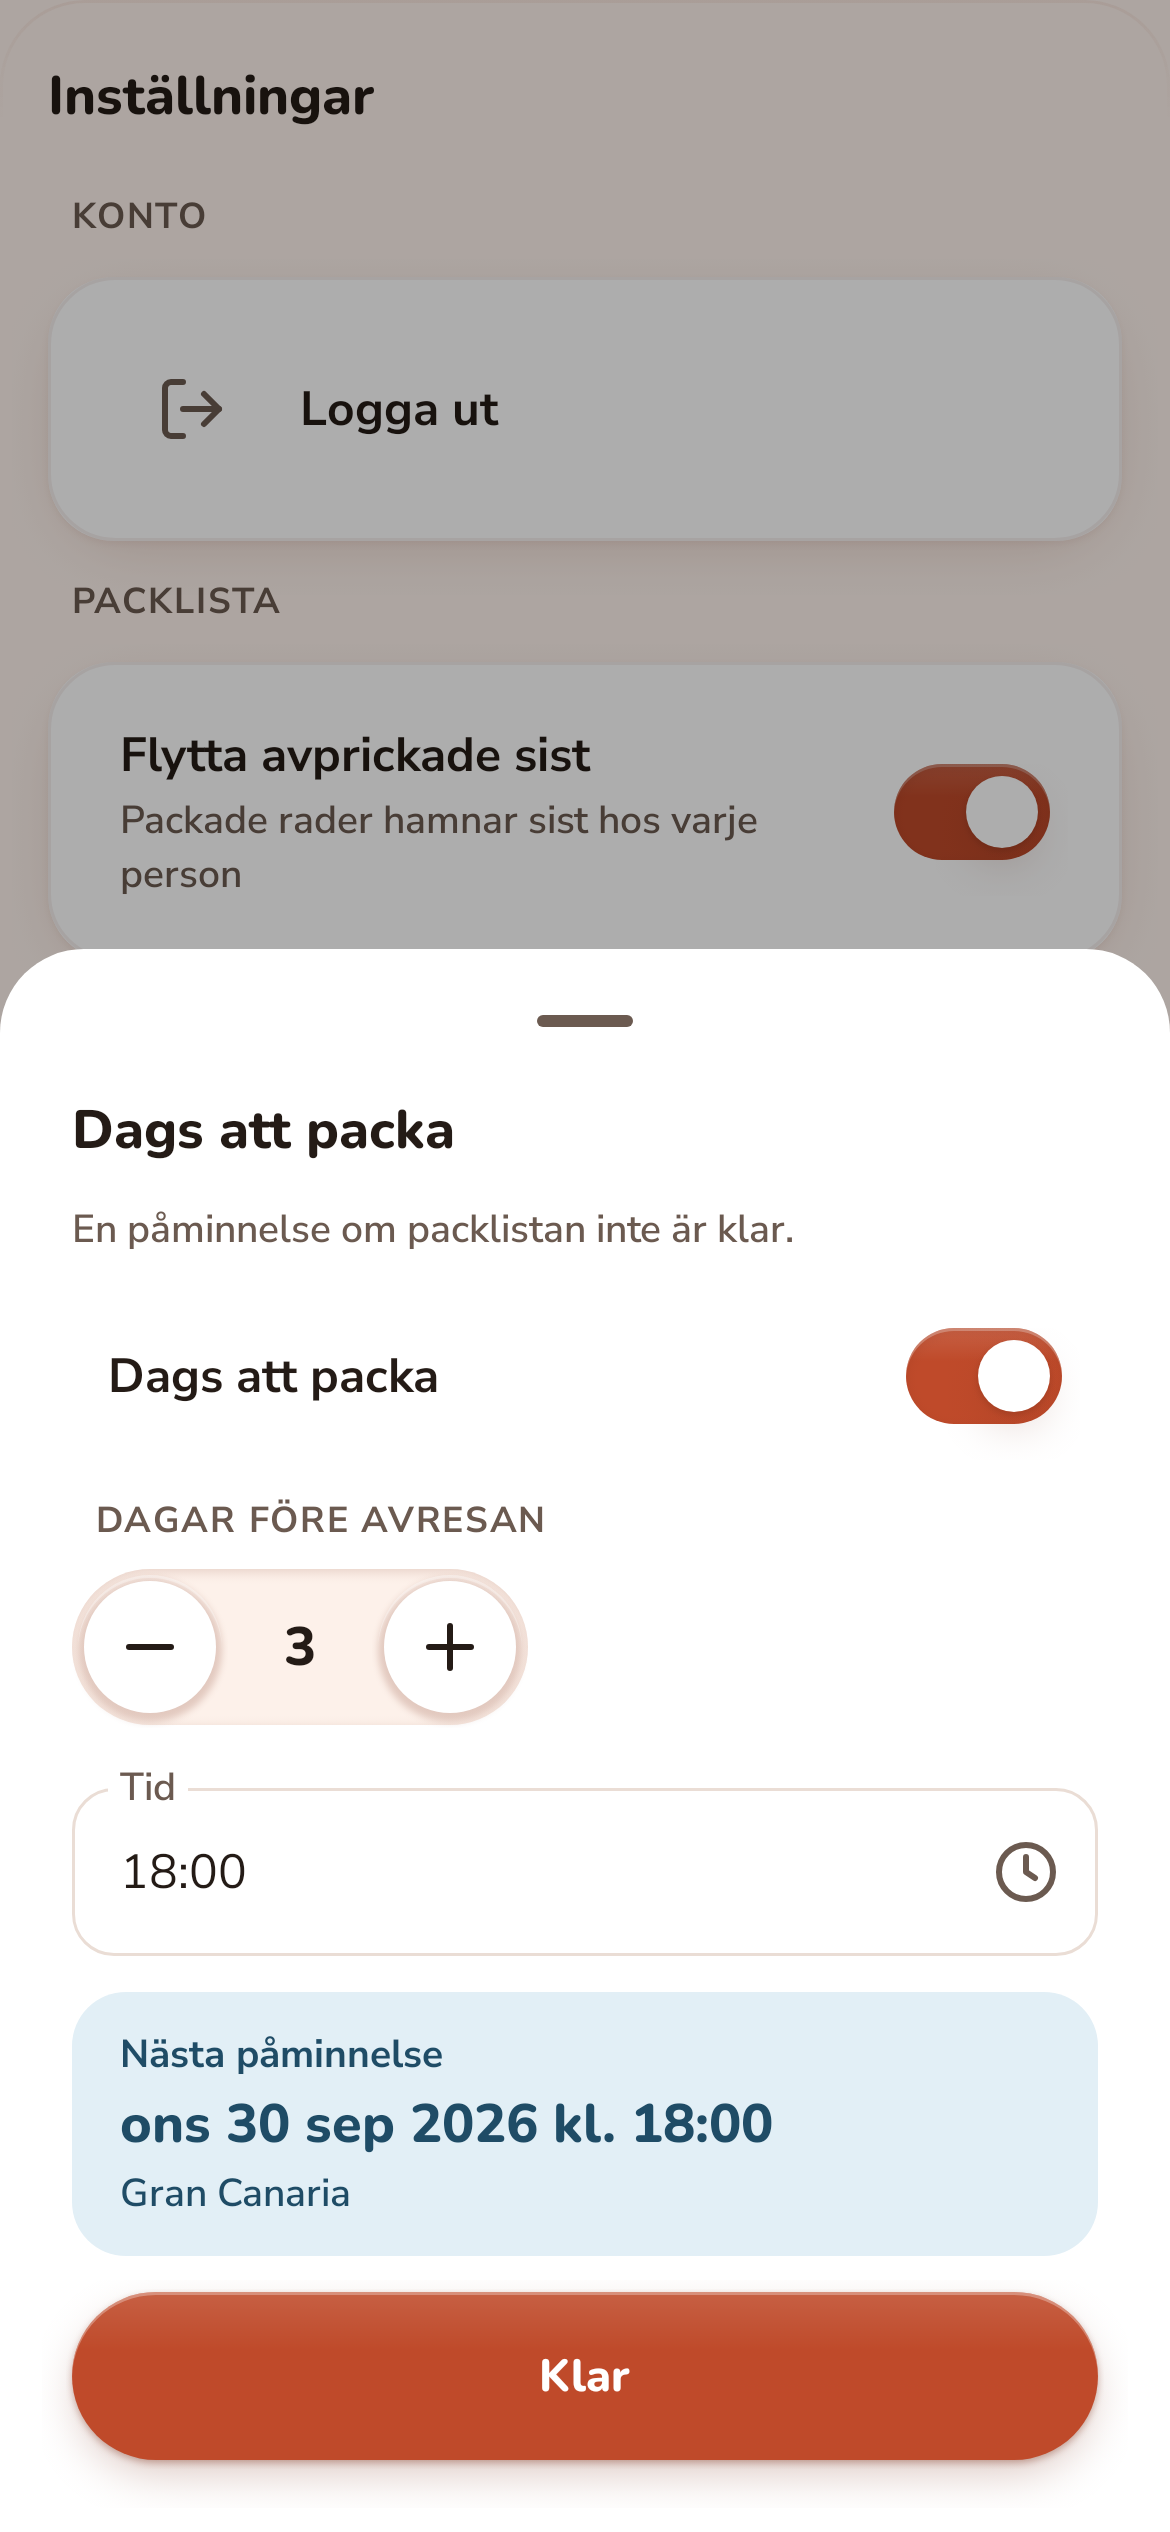 Inställningar
KONTO
Logga ut
PACKLISTA
Flytta avprickade sist
Packade rader hamnar sist hos varje
person
Dags att packa
En påminnelse om packlistan inte är klar.
Dags att packa
DAGAR FÖRE AVRESAN
3
Tid
18:00
Nästa påminnelse
ons 30 sep 2026 kl. 18:00
Gran Canaria
Klar